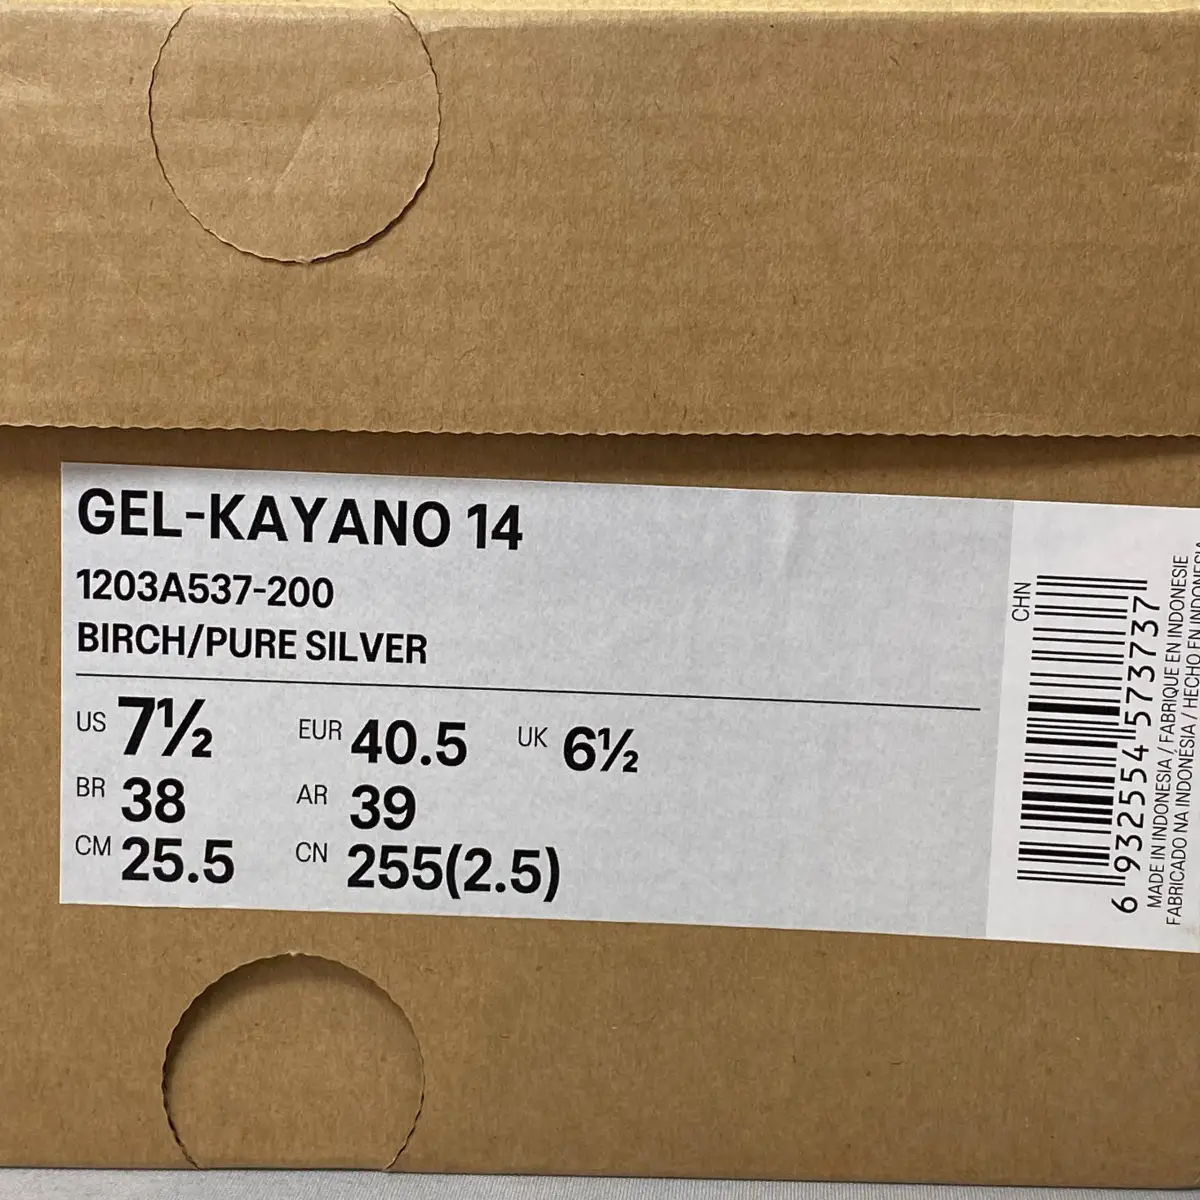 GEL-KAYANO 14
1203A537-200
BIRCH/PURE SILVER
US 7½ EUR 40.5 UK 6½
BR 38 AR 39
CM 25.5 CN 255(2.5)
CHN
6 932554 573737
MADE IN INDONESIA / FABRIQUE EN INDONESIE
FABRICADO NA INDONÉSIA / HECHO EN INDONESIA